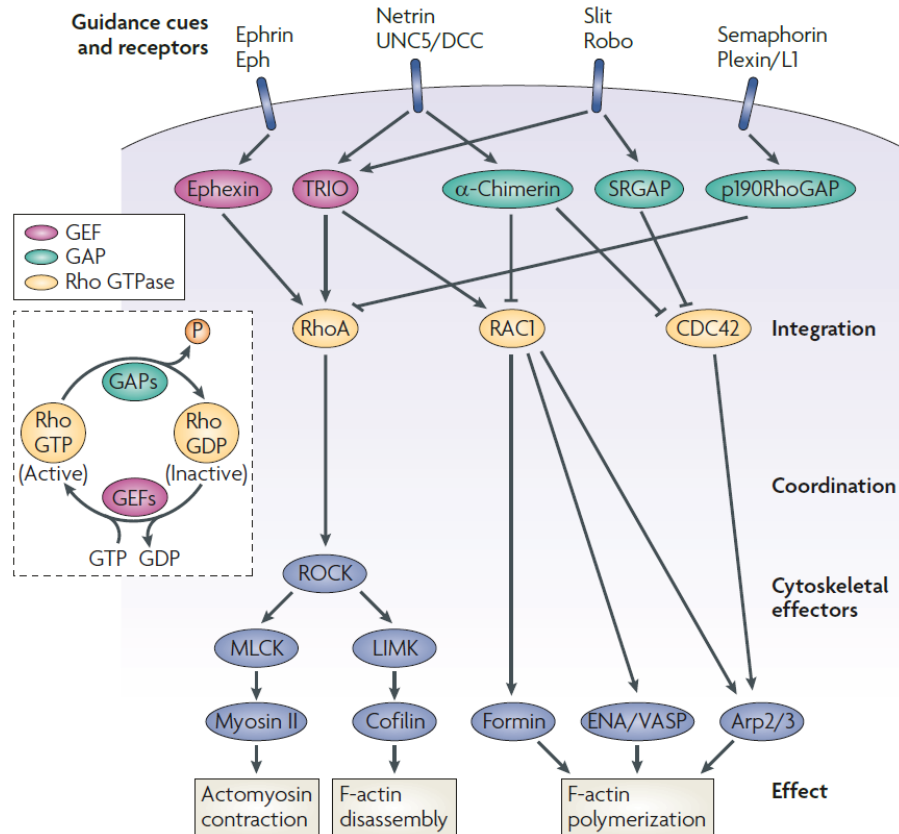 Guidance cues
and receptors
Ephrin
Eph
Netrin
UNC5/DCC
Slit
Robo
Semaphorin
Plexin/L1
Ephexin
TRIO
α-Chimerin
SRGAP
p190RhoGAP
GEF
GAP
Rho GTPase
RhoA
RAC1
CDC42
Integration
P
GAPs
Rho
GTP
(Active)
Rho
GDP
(Inactive)
GEFs
GTP
GDP
Coordination
ROCK
Cytoskeletal
effectors
MLCK
LIMK
Myosin II
Cofilin
Formin
ENA/VASP
Arp2/3
Actomyosin
contraction
F-actin
disassembly
F-actin
polymerization
Effect